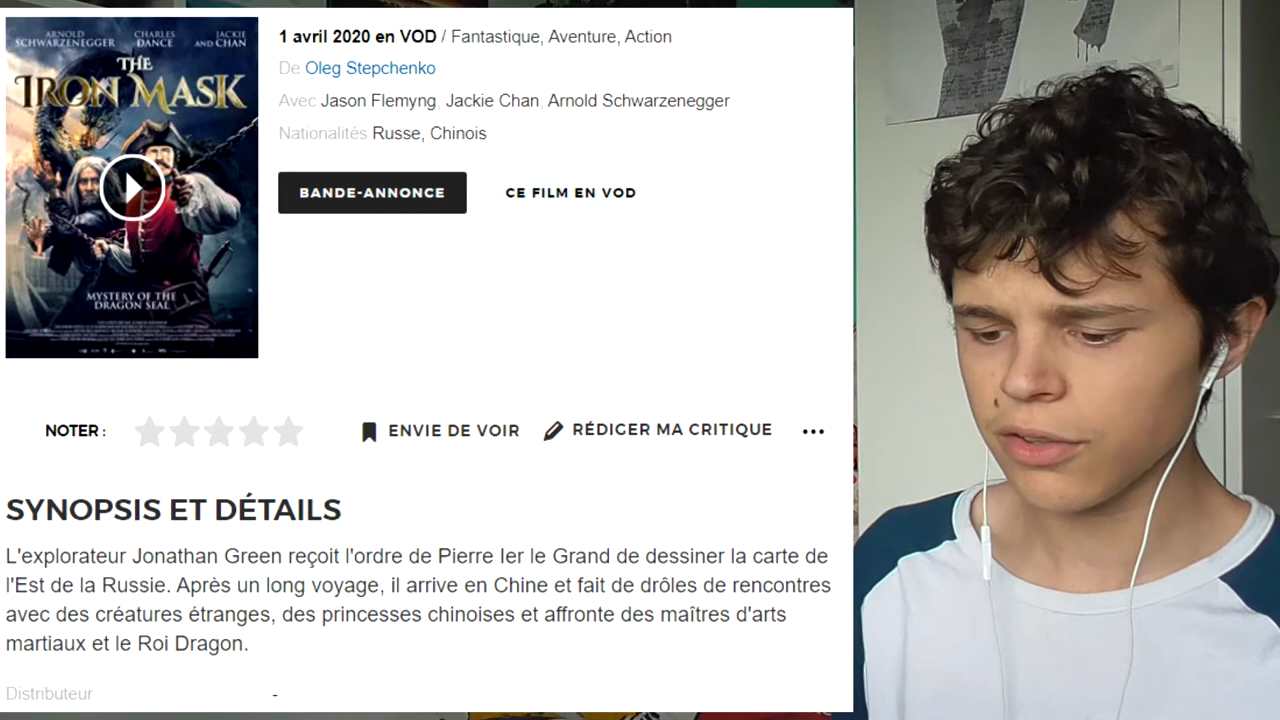 ARNOLD SCHWARZENEGGER
CHARLES DANCE
JACKIE AND CHAN
THE
IRON MASK
MYSTERY OF THE
DRAGON SEAL
1 avril 2020 en VOD / Fantastique, Aventure, Action
De Oleg Stepchenko
Avec Jason Flemyng, Jackie Chan, Arnold Schwarzenegger
Nationalités Russe, Chinois
BANDE-ANNONCE CE FILM EN VOD
NOTER : ENVIE DE VOIR RÉDIGER MA CRITIQUE
SYNOPSIS ET DÉTAILS
L'explorateur Jonathan Green reçoit l'ordre de Pierre Ier le Grand de dessiner la carte de
l'Est de la Russie. Après un long voyage, il arrive en Chine et fait de drôles de rencontres
avec des créatures étranges, des princesses chinoises et affronte des maîtres d'arts
martiaux et le Roi Dragon.
Distributeur -